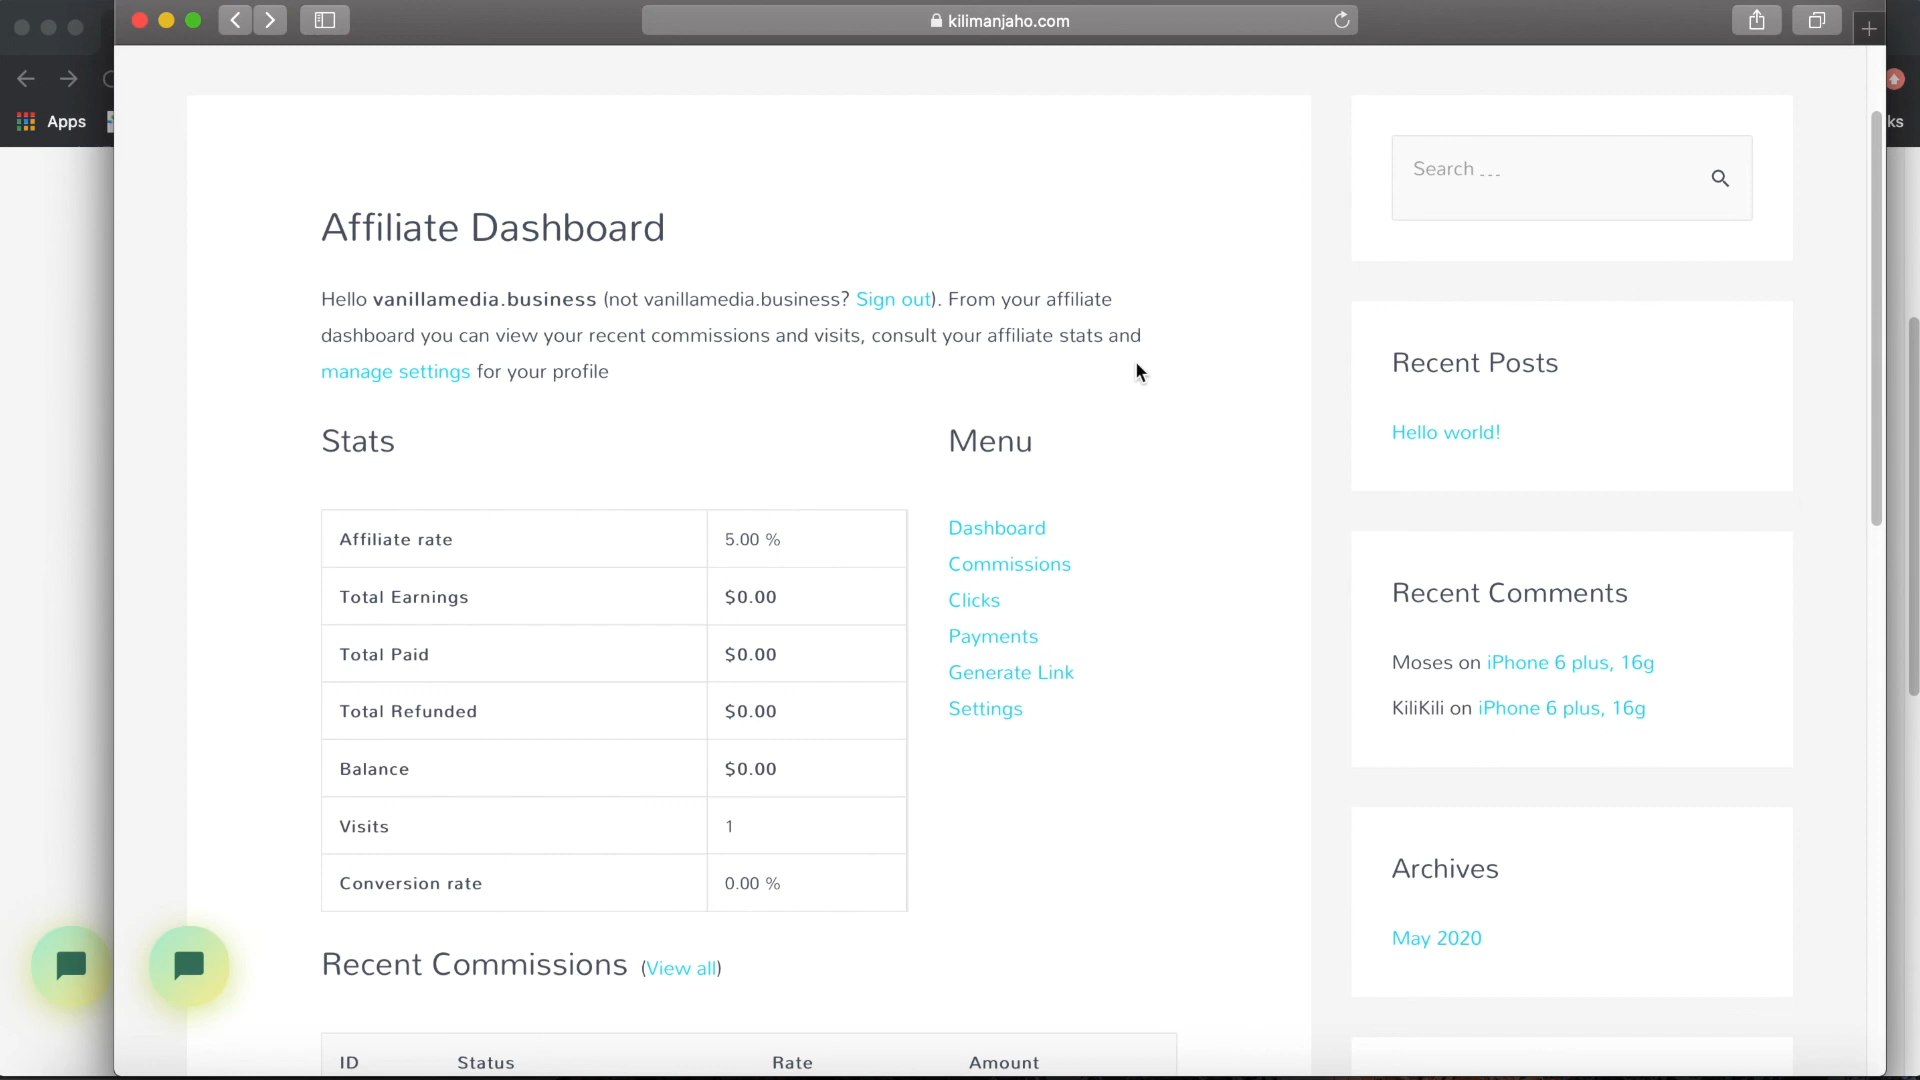 kilimanjaho.com
Apps
ks
Search ...
Affiliate Dashboard
Hello vanillamedia.business (not vanillamedia.business? Sign out). From your affiliate
dashboard you can view your recent commissions and visits, consult your affiliate stats and
manage settings for your profile
Stats
Affiliate rate 5.00 %
Total Earnings $0.00
Total Paid $0.00
Total Refunded $0.00
Balance $0.00
Visits 1
Conversion rate 0.00 %
Menu
Dashboard
Commissions
Clicks
Payments
Generate Link
Settings
Recent Commissions (View all)
ID Status Rate Amount
Recent Posts
Hello world!
Recent Comments
Moses on iPhone 6 plus, 16g
KiliKili on iPhone 6 plus, 16g
Archives
May 2020